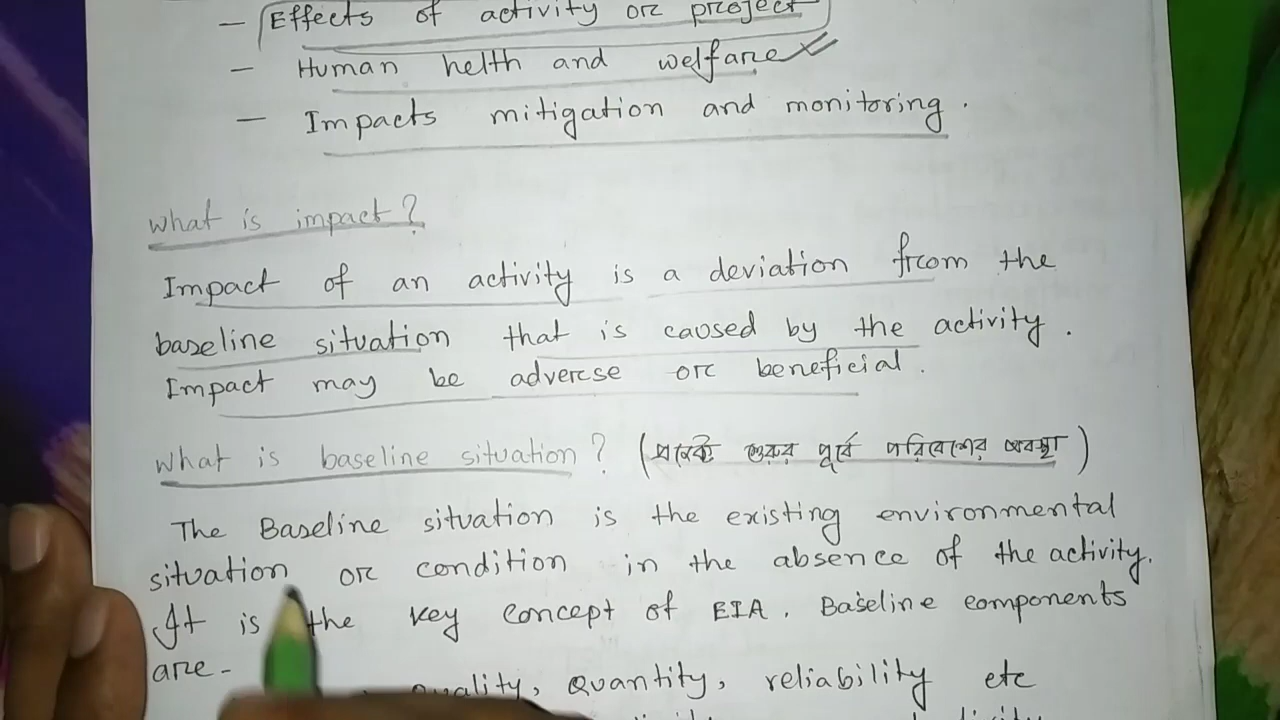 — Effects of activity or project
— Human helth and welfare
— Impacts mitigation and monitoring.
What is impact?
Impact of an activity is a deviation from the
baseline situation that is caused by the activity.
Impact may be adverse or beneficial.
What is baseline situation? (প্রজেক্ট শুরুর পূর্বে পরিবেশের অবস্থা)
The Baseline situation is the existing environmental
situation or condition in the absence of the activity.
It is the key concept of EIA. Baseline components
are-
quality, quantity, reliability etc